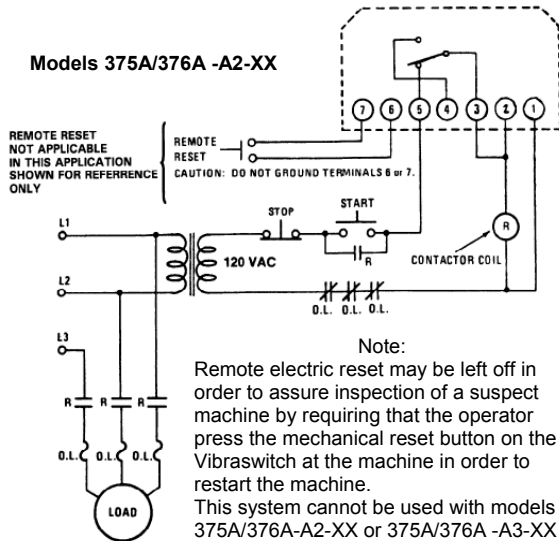 Models 375A/376A -A2-XX
7 6 5 4 3 2 1
REMOTE RESET
NOT APPLICABLE
IN THIS APPLICATION
SHOWN FOR REFERRENCE
ONLY
REMOTE
RESET
CAUTION: DO NOT GROUND TERMINALS 6 or 7.
L1
L2
L3
120 VAC
STOP
START
R
R
CONTACTOR COIL
O.L. O.L. O.L.
R R R
O.L. O.L. O.L.
LOAD
Note:
Remote electric reset may be left off in
order to assure inspection of a suspect
machine by requiring that the operator
press the mechanical reset button on the
Vibraswitch at the machine in order to
restart the machine.
This system cannot be used with models
375A/376A-A2-XX or 375A/376A -A3-XX